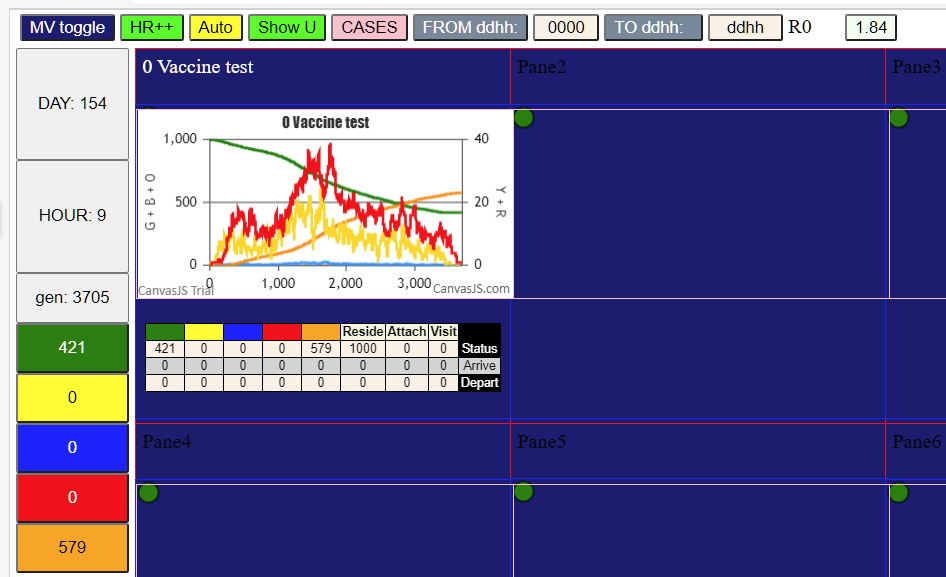 MV toggle HR++ Auto Show U CASES FROM ddhh: 0000 TO ddhh: ddhh R0 1.84
DAY: 154
HOUR: 9
gen: 3705
421
0
0
0
579
0 Vaccine test Pane2 Pane3
0 Vaccine test
1,000 40
500 20
0 0
G + B + O
Y + R
0 1,000 2,000 3,000
CanvasJS Trial CanvasJS.com
Reside Attach Visit
421 0 0 0 579 1000 0 0 Status
0 0 0 0 0 0 0 0 Arrive
0 0 0 0 0 0 0 0 Depart
Pane4 Pane5 Pane6